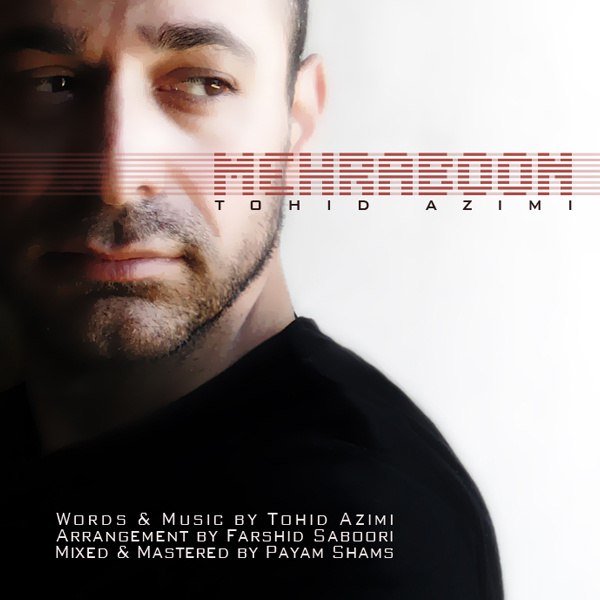 MEHRABOON
TOHID AZIMI
WORDS & MUSIC BY TOHID AZIMI
ARRANGEMENT BY FARSHID SABOORI
MIXED & MASTERED BY PAYAM SHAMS